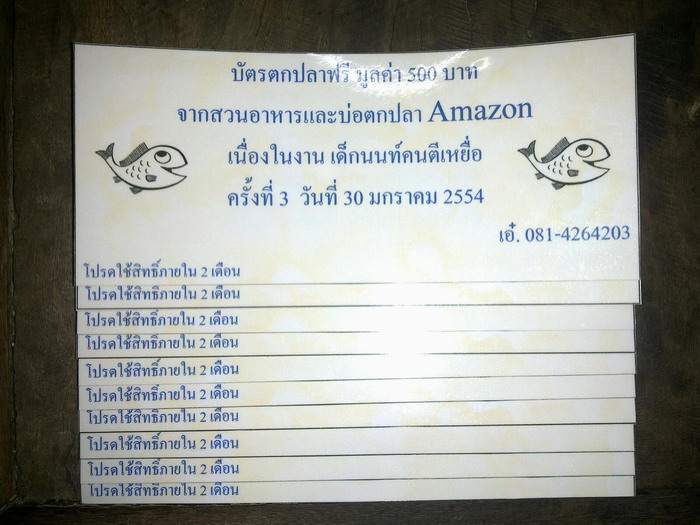 บัตรตกปลาฟรี มูลค่า 500 บาท
จากสวนอาหารและบ่อตกปลา Amazon
เนื่องในงาน เด็กนนท์คนตีเหยื่อ
ครั้งที่ 3 วันที่ 30 มกราคม 2554
เอ๋. 081-4264203
โปรดใช้สิทธิ์ภายใน 2 เดือน
โปรดใช้สิทธิ์ภายใน 2 เดือน
โปรดใช้สิทธิ์ภายใน 2 เดือน
โปรดใช้สิทธิ์ภายใน 2 เดือน
โปรดใช้สิทธิ์ภายใน 2 เดือน
โปรดใช้สิทธิ์ภายใน 2 เดือน
โปรดใช้สิทธิ์ภายใน 2 เดือน
โปรดใช้สิทธิ์ภายใน 2 เดือน
โปรดใช้สิทธิ์ภายใน 2 เดือน
โปรดใช้สิทธิ์ภายใน 2 เดือน